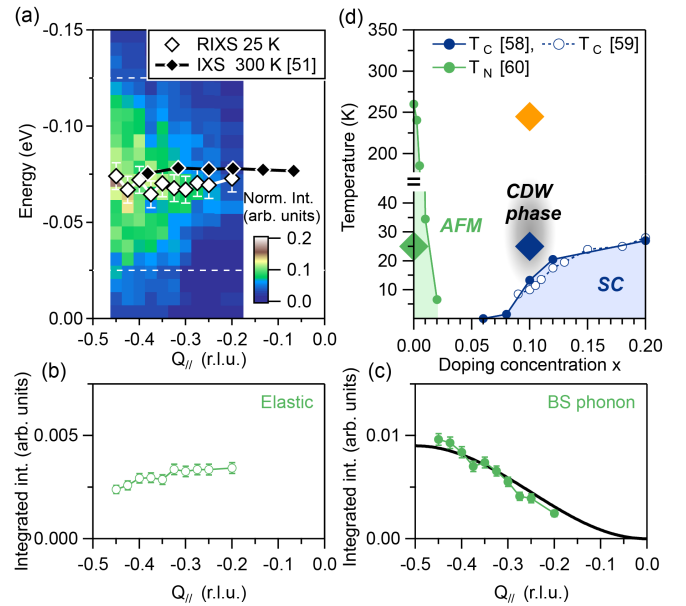 (a)
RIXS 25 K
IXS 300 K [51]
-0.15
-0.10
-0.05
0.00
Energy (eV)
Norm. Int.
(arb. units)
0.2
0.1
0.0
-0.5 -0.4 -0.3 -0.2 -0.1 0.0
Q// (r.l.u.)
(d)
T_C [58], T_C [59]
T_N [60]
350
300
250
200
40
30
20
10
Temperature (K)
CDW
phase
AFM
SC
0.00 0.05 0.10 0.15 0.20
Doping concentration x
(b)
Elastic
0.005
0.000
Integrated int. (arb. units)
-0.5 -0.4 -0.3 -0.2 -0.1 0.0
Q// (r.l.u.)
(c)
BS phonon
0.01
0.00
Integrated int. (arb. units)
-0.5 -0.4 -0.3 -0.2 -0.1 0.0
Q// (r.l.u.)